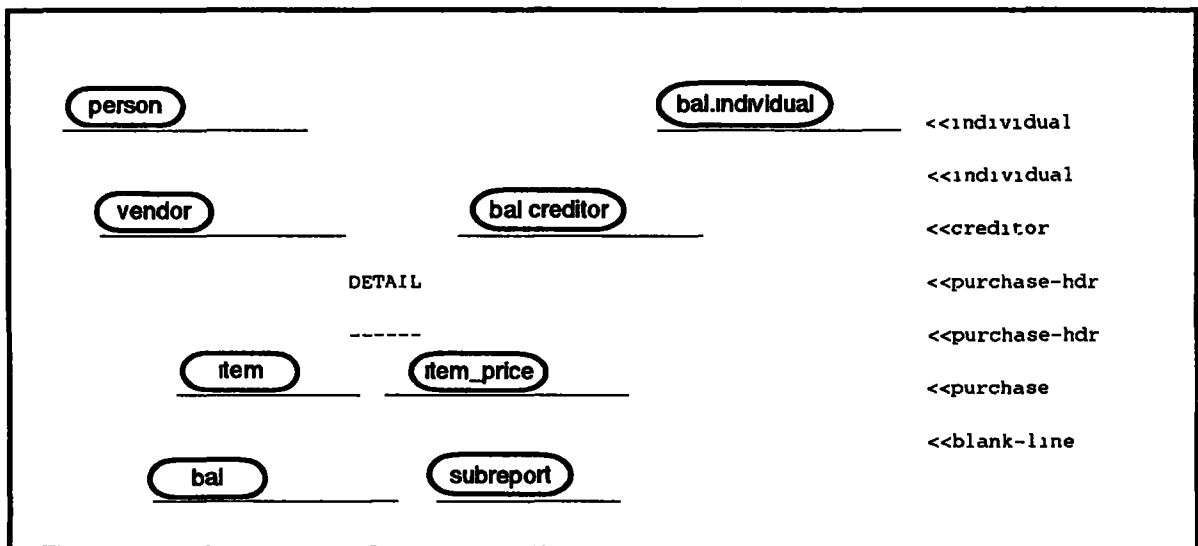 person bal.individual <<individual
<<individual
vendor bal creditor <<creditor
DETAIL <<purchase-hdr
------ <<purchase-hdr
item item_price <<purchase
<<blank-line
bal subreport